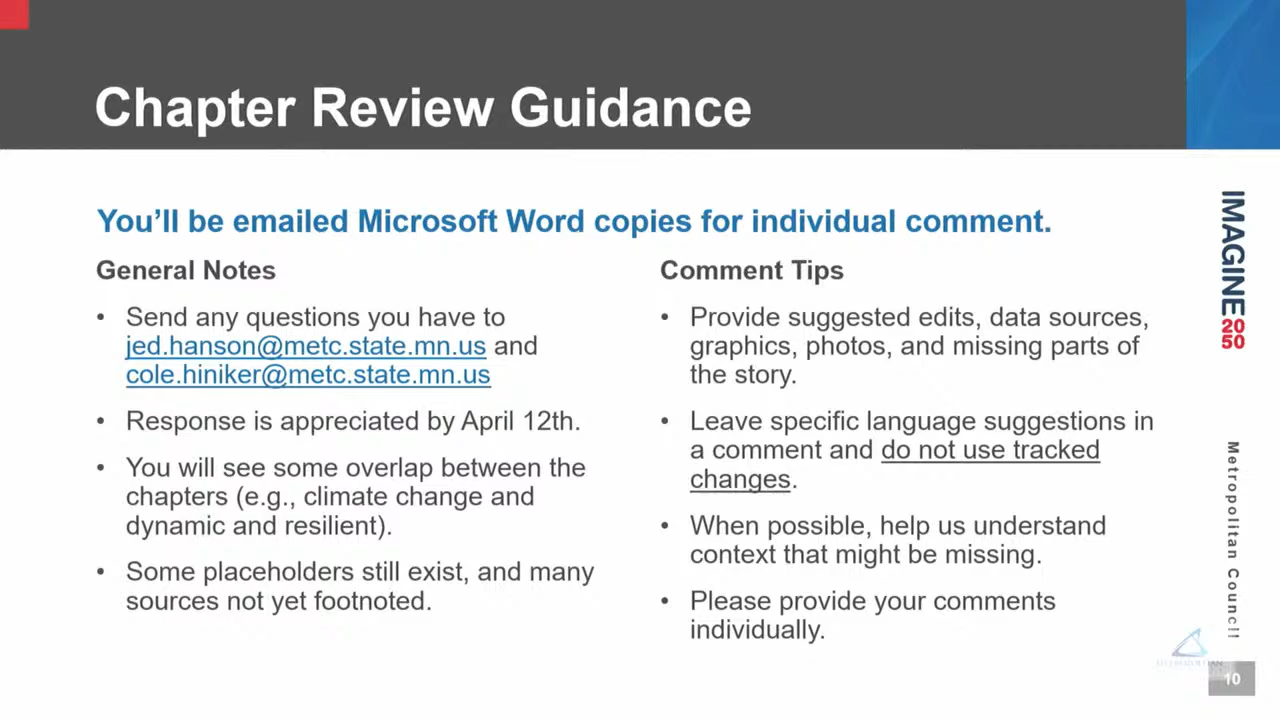 Chapter Review Guidance
You'll be emailed Microsoft Word copies for individual comment.
General Notes
• Send any questions you have to
jed.hanson@metc.state.mn.us and
cole.hiniker@metc.state.mn.us
• Response is appreciated by April 12th.
• You will see some overlap between the
chapters (e.g., climate change and
dynamic and resilient).
• Some placeholders still exist, and many
sources not yet footnoted.
Comment Tips
• Provide suggested edits, data sources,
graphics, photos, and missing parts of
the story.
• Leave specific language suggestions in
a comment and do not use tracked
changes.
• When possible, help us understand
context that might be missing.
• Please provide your comments
individually.
IMAGINE
20
50
Metropolitan Council
METROPOLITAN
10